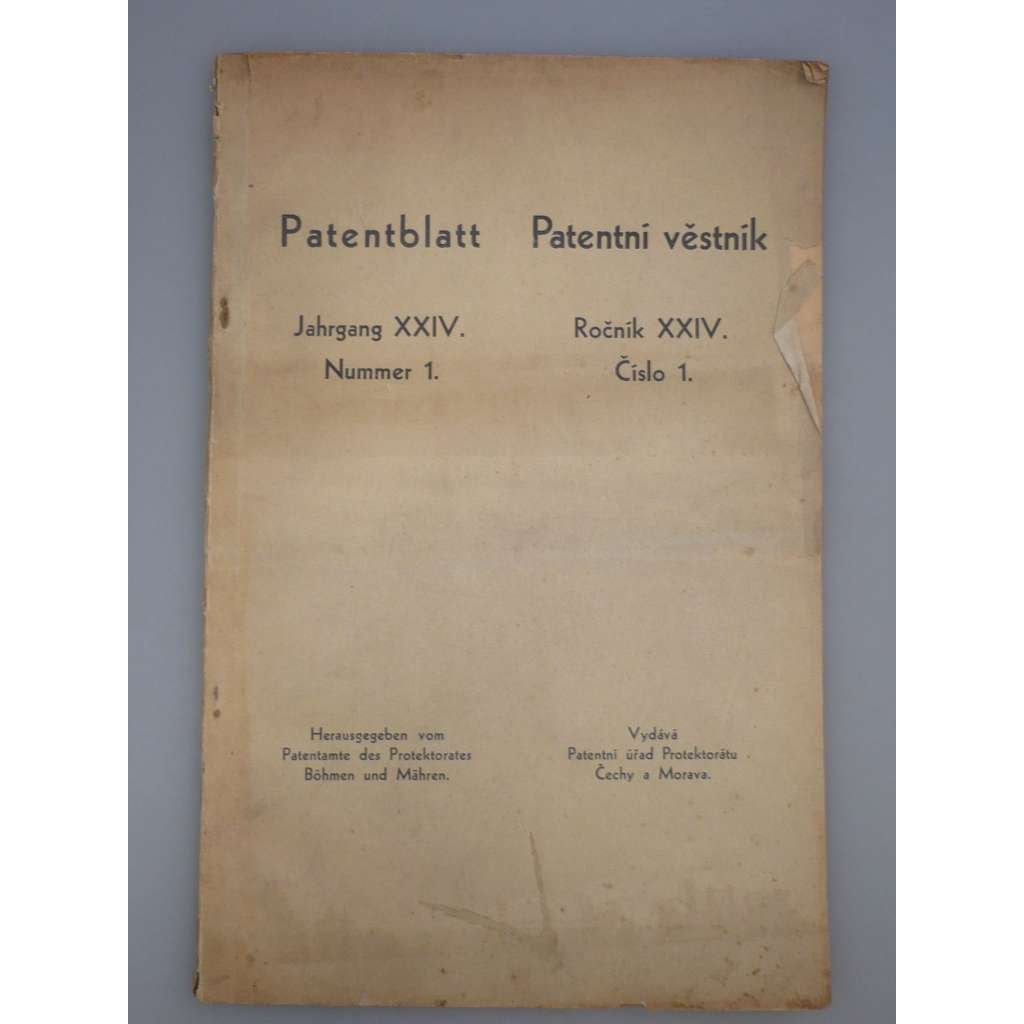 Patentblatt
Jahrgang XXIV.
Nummer 1.
Herausgegeben vom
Patentamte des Protektorates
Böhmen und Mähren.
Patentní věstník
Ročník XXIV.
Číslo 1.
Vydává
Patentní úřad Protektorátu
Čechy a Morava.